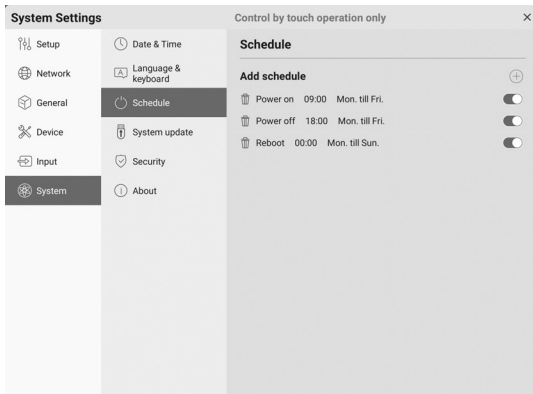 System Settings
Control by touch operation only
Setup
Network
General
Device
Input
System
Date & Time
Language &
keyboard
Schedule
System update
Security
About
Schedule
Add schedule
Power on 09:00 Mon. till Fri.
Power off 18:00 Mon. till Fri.
Reboot 00:00 Mon. till Sun.